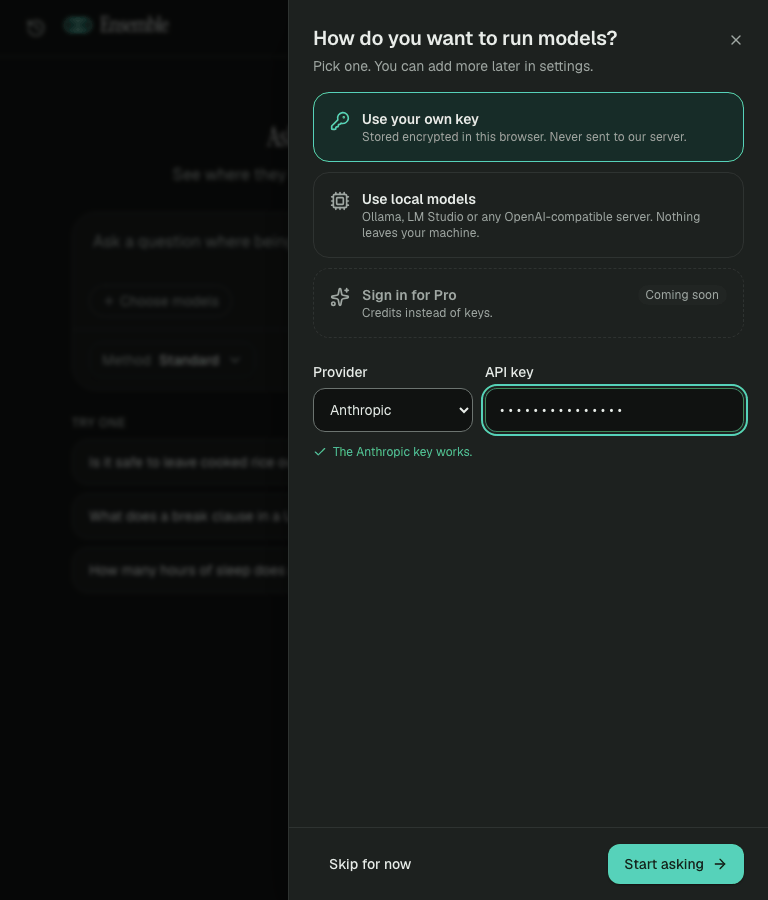 Ensemble
How do you want to run models?
Pick one. You can add more later in settings.
Use your own key
Stored encrypted in this browser. Never sent to our server.
Use local models
Ollama, LM Studio or any OpenAI-compatible server. Nothing
leaves your machine.
Sign in for Pro
Coming soon
Credits instead of keys.
Provider
API key
Anthropic
The Anthropic key works.
Skip for now
Start asking
See where they
Ask a question where being
+ Choose models
Method Standard
TRY ONE
Is it safe to leave cooked rice
What does a break clause in a
How many hours of sleep does